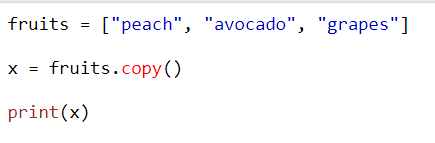 fruits = ["peach", "avocado", "grapes"]
x = fruits.copy()
print(x)